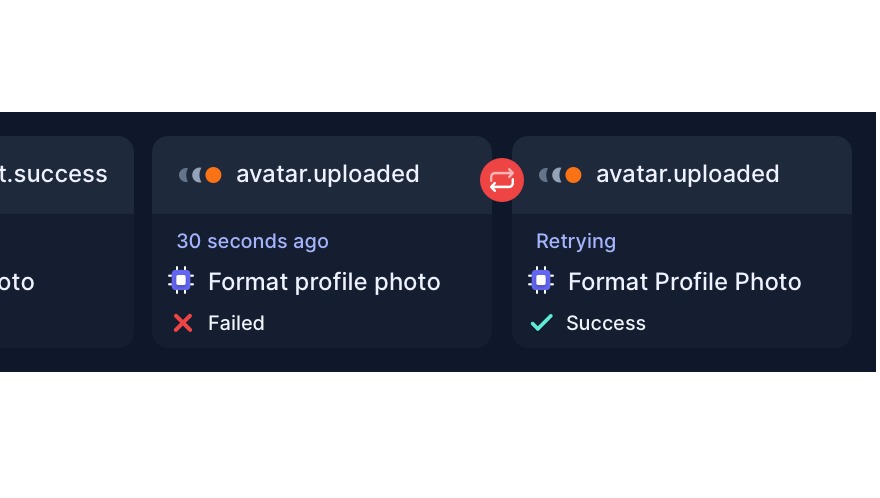 t.success
oto
avatar.uploaded
30 seconds ago
Format profile photo
Failed
avatar.uploaded
Retrying
Format Profile Photo
Success